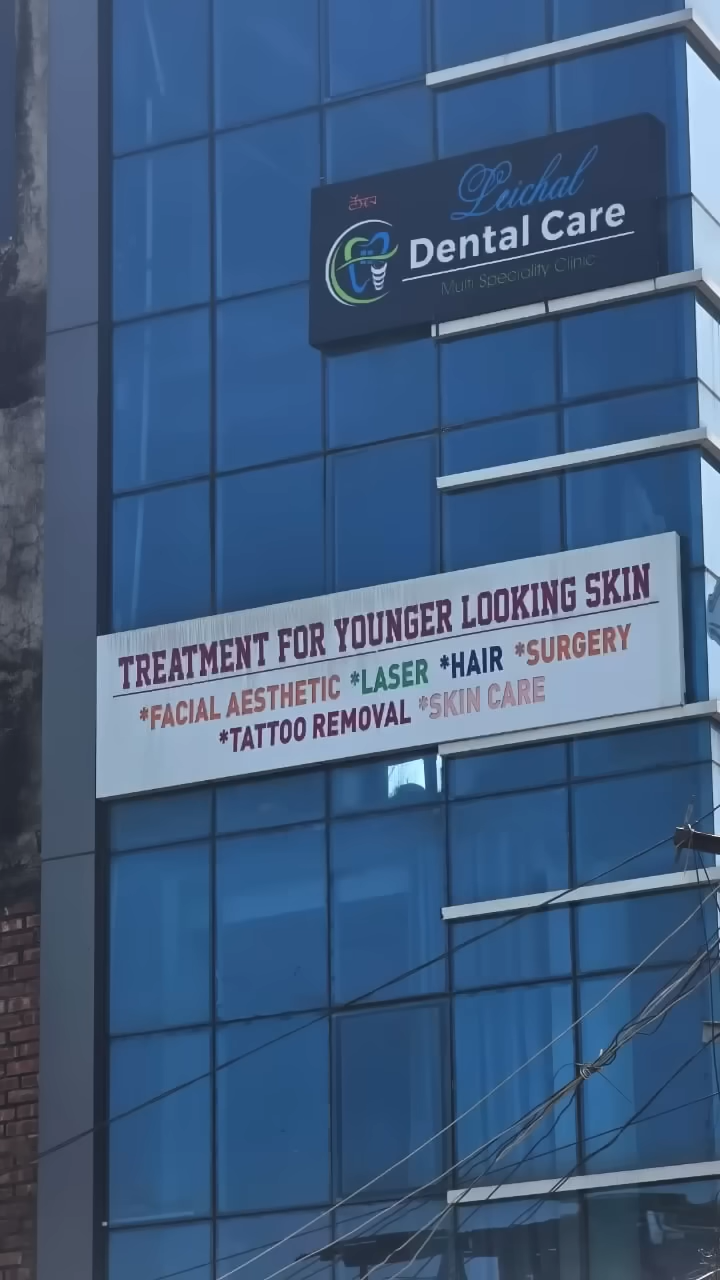 Leichal
Dental Care
Multi Speciality Clinic
TREATMENT FOR YOUNGER LOOKING SKIN
*FACIAL AESTHETIC *LASER *HAIR *SURGERY
*TATTOO REMOVAL *SKIN CARE